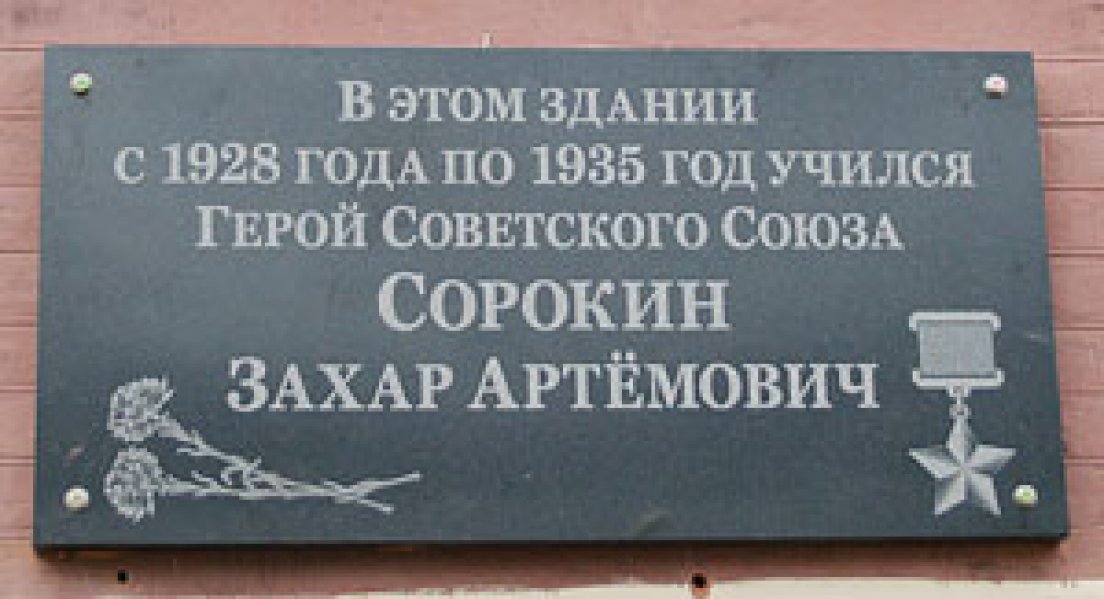 В этом здании
с 1928 года по 1935 год учился
Герой Советского Союза
Сорокин
Захар Артёмович